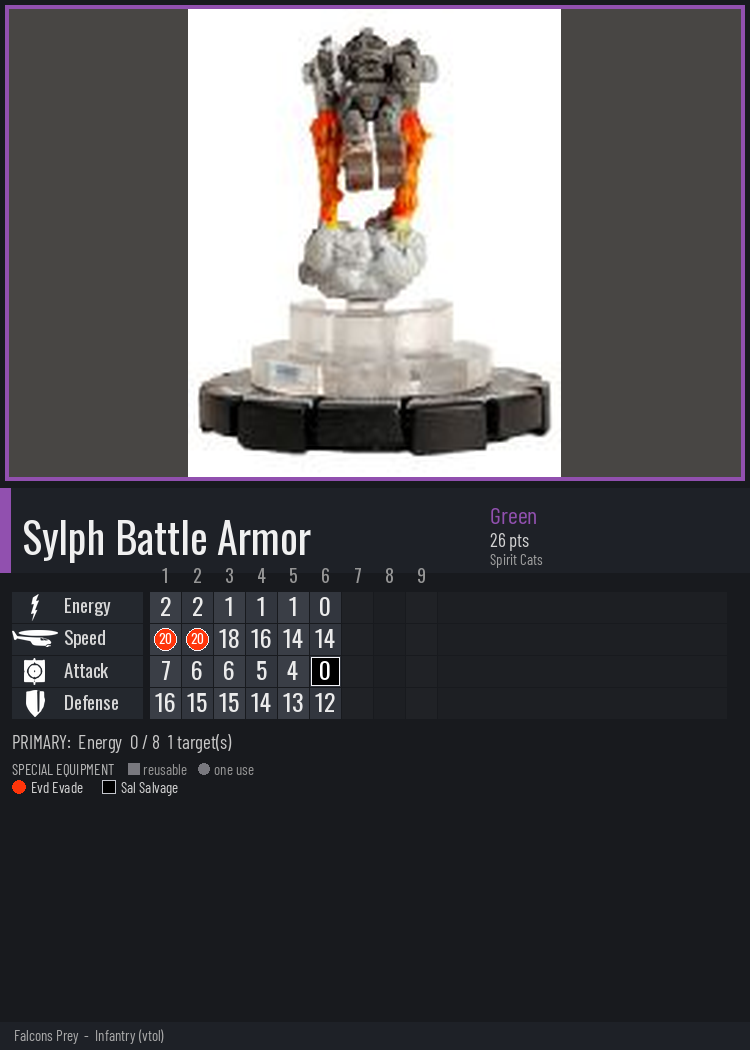 Sylph Battle Armor
Green
26 pts
Spirit Cats
1 2 3 4 5 6 7 8 9
Energy 2 2 1 1 1 0
Speed 20 20 18 16 14 14
Attack 7 6 6 5 4 0
Defense 16 15 15 14 13 12
PRIMARY: Energy 0 / 8 1 target(s)
SPECIAL EQUIPMENT reusable one use
Evd Evade Sal Salvage
Falcons Prey - Infantry (vtol)